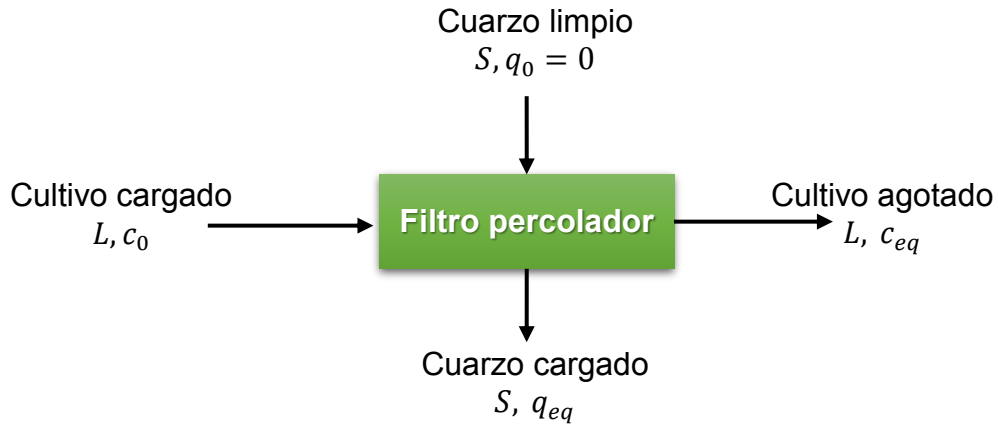 Cuarzo limpio
S, q₀ = 0
Cultivo cargado
L, c₀
Filtro percolador
Cultivo agotado
L, c_eq
Cuarzo cargado
S, q_eq